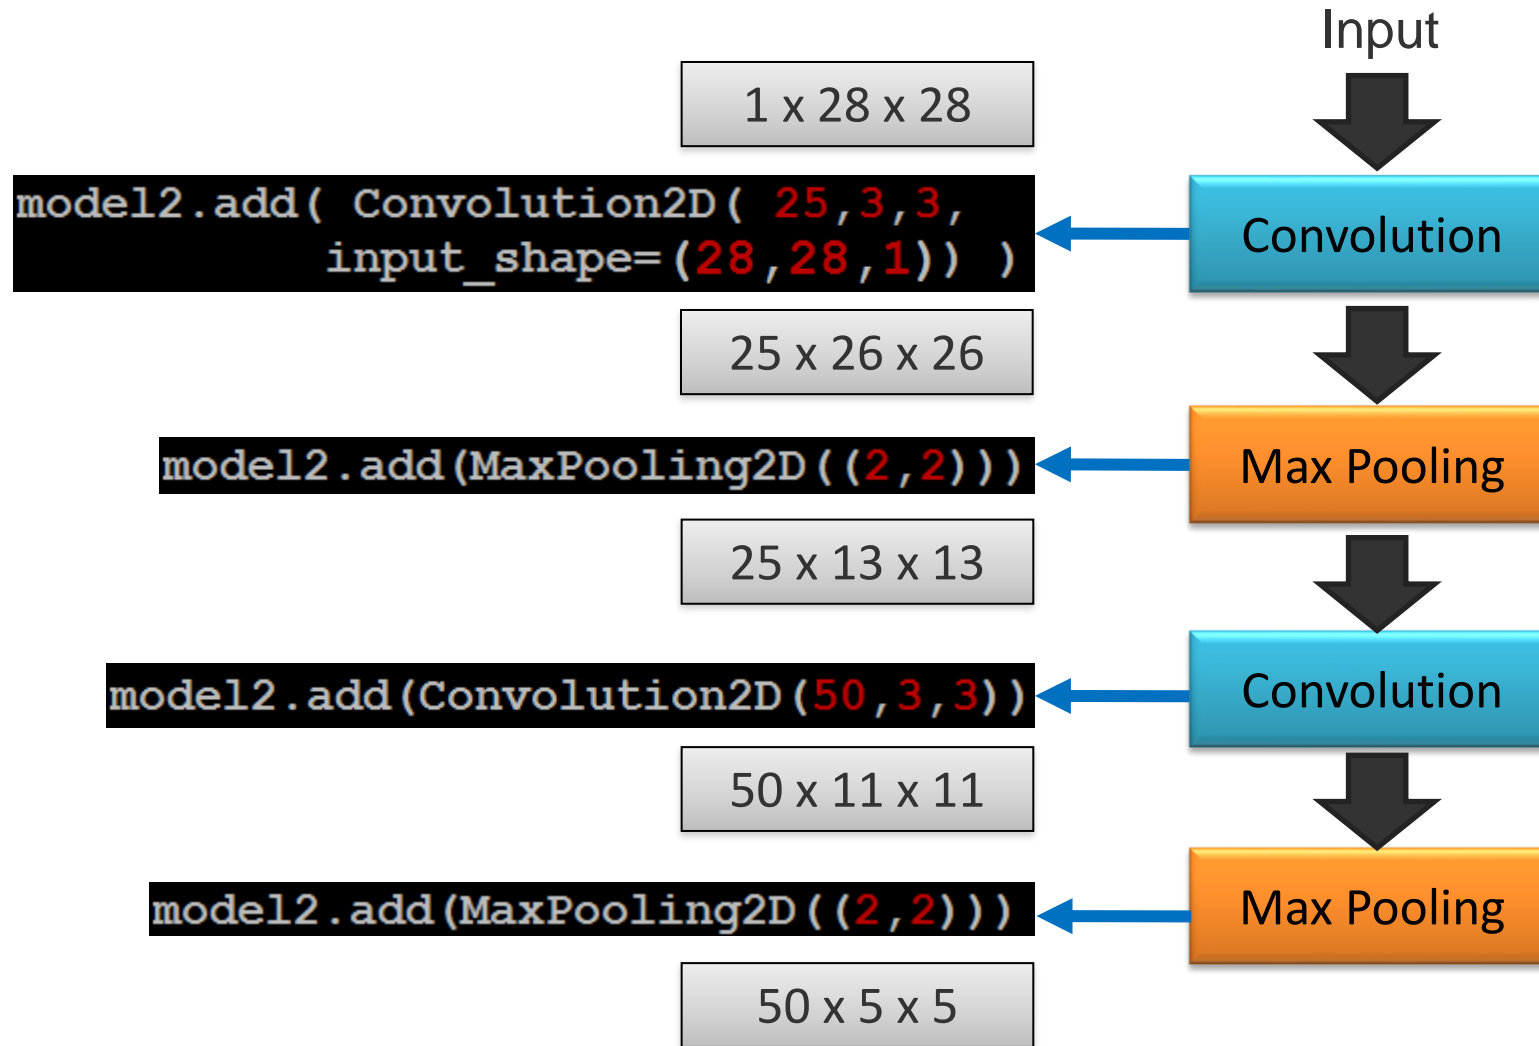 Input
1 x 28 x 28
model2.add( Convolution2D( 25,3,3,
input_shape=(28,28,1)) )
Convolution
25 x 26 x 26
model2.add(MaxPooling2D((2,2)))
Max Pooling
25 x 13 x 13
model2.add(Convolution2D(50,3,3))
Convolution
50 x 11 x 11
model2.add(MaxPooling2D((2,2)))
Max Pooling
50 x 5 x 5